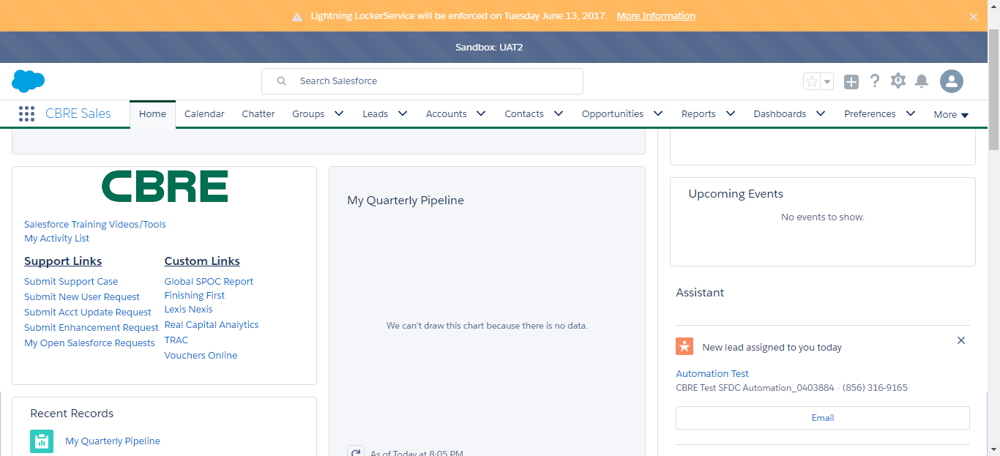 Lightning LockerService will be enforced on Tuesday June 13, 2017. More Information
Sandbox: UAT2
Search Salesforce
CBRE Sales
Home
Calendar
Chatter
Groups
Leads
Accounts
Contacts
Opportunities
Reports
Dashboards
Preferences
More
CBRE
Salesforce Training Videos/Tools
My Activity List
Support Links
Submit Support Case
Submit New User Request
Submit Acct Update Request
Submit Enhancement Request
My Open Salesforce Requests
Custom Links
Global SPOC Report
Finishing First
Lexis Nexis
Real Capital Analytics
TRAC
Vouchers Online
Recent Records
My Quarterly Pipeline
My Quarterly Pipeline
We can't draw this chart because there is no data.
As of Today at 8:05 PM
Upcoming Events
No events to show.
Assistant
New lead assigned to you today
Automation Test
CBRE Test SFDC Automation_0403884 · (856) 316-9165
Email